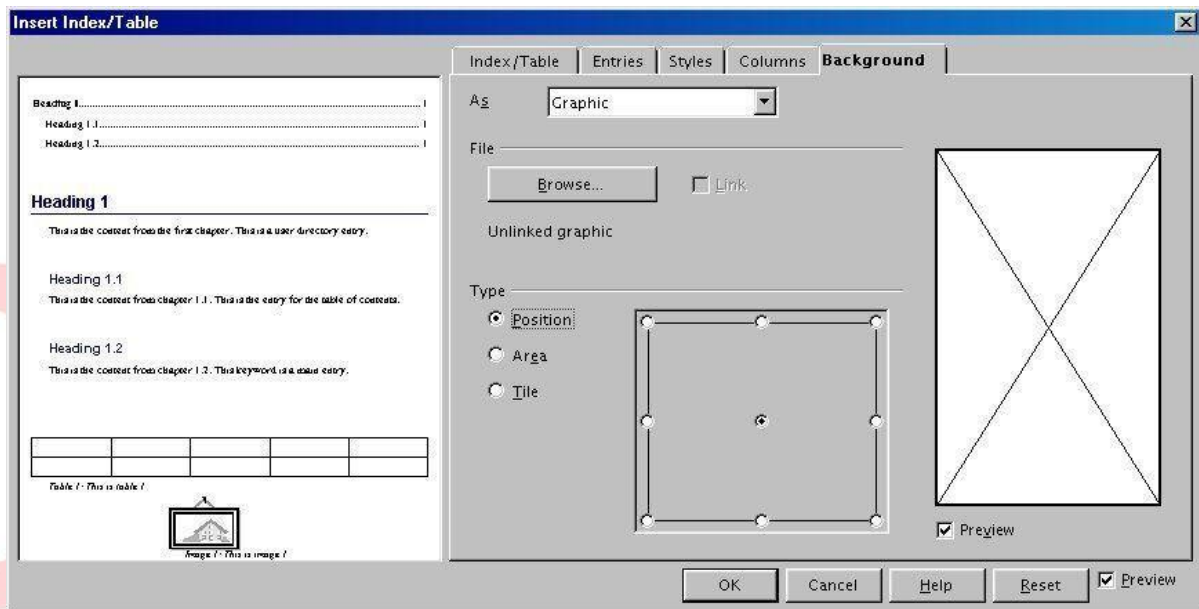 Insert Index/Table
Index/Table Entries Styles Columns Background
Heading 1 1
Heading 1.1 1
Heading 1.2 1
Heading 1
This is the content from the first chapter. This is a user directory entry.
Heading 1.1
This is the content from chapter 1.1. This is the entry for the table of contents.
Heading 1.2
This is the content from chapter 1.2. This keyword is a main entry.
Table 1: This is table 1
Image 1: This is image 1
As Graphic
File
Browse... Link
Unlinked graphic
Type
Position
Area
Tile
Preview
OK Cancel Help Reset Preview